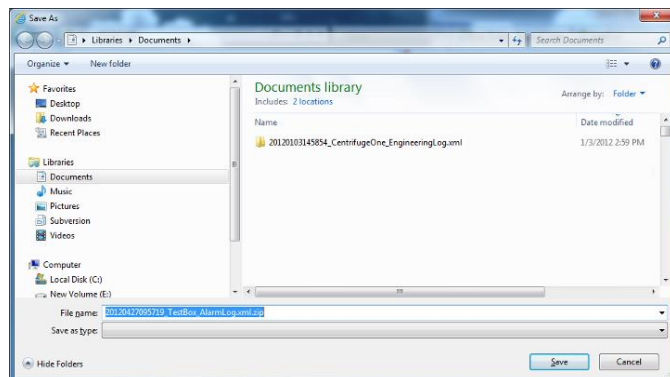 Save As
Libraries ▸ Documents ▸
Search Documents
Organize ▾ New folder
Favorites
Desktop
Downloads
Recent Places
Libraries
Documents
Music
Pictures
Subversion
Videos
Computer
Local Disk (C:)
New Volume (E:)
Documents library
Includes: 2 locations
Arrange by: Folder ▾
Name Date modified
20120103145854_CentrifugeOne_EngineeringLog.xml 1/3/2012 2:59 PM
File name: 20120427095719_TestBox_AlarmLog.xml.zip
Save as type:
Hide Folders
Save Cancel